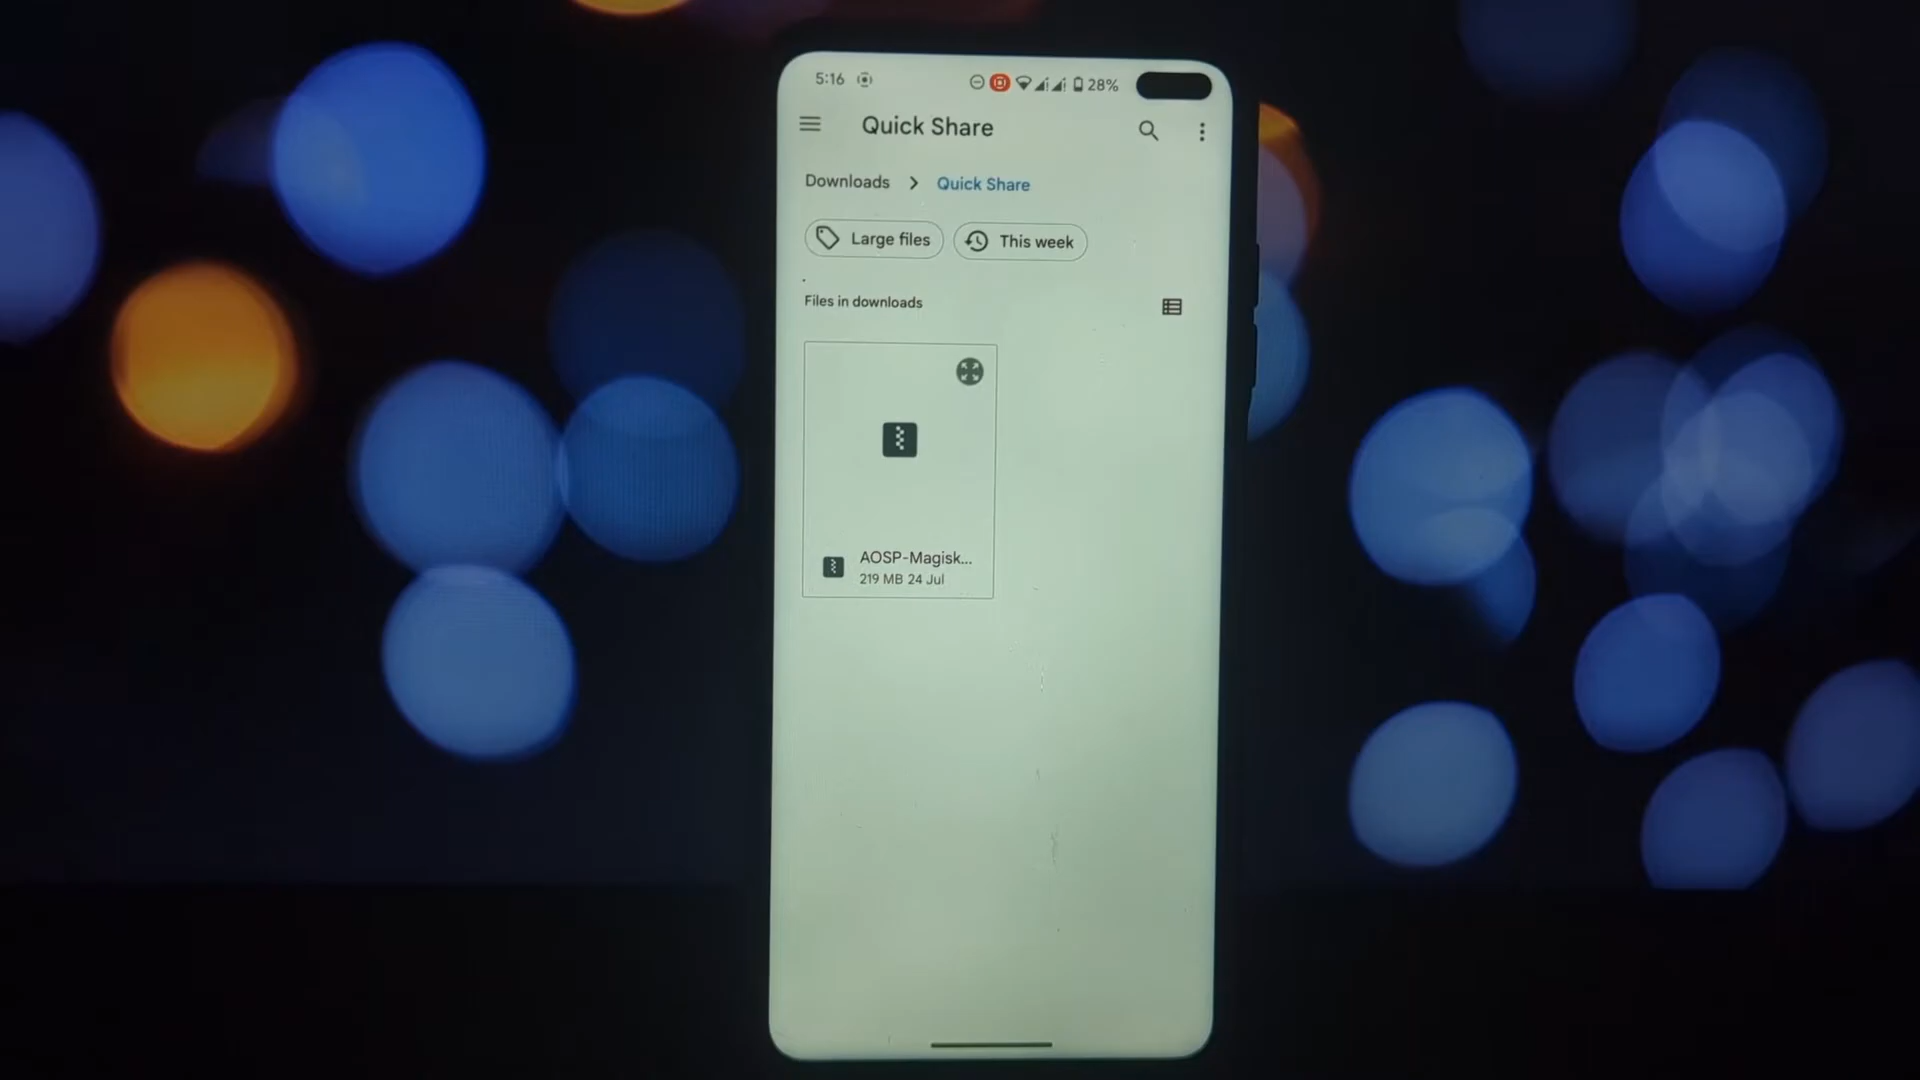 5:16 28%
Quick Share
Downloads > Quick Share
Large files This week
Files in downloads
AOSP-Magisk...
219 MB 24 Jul